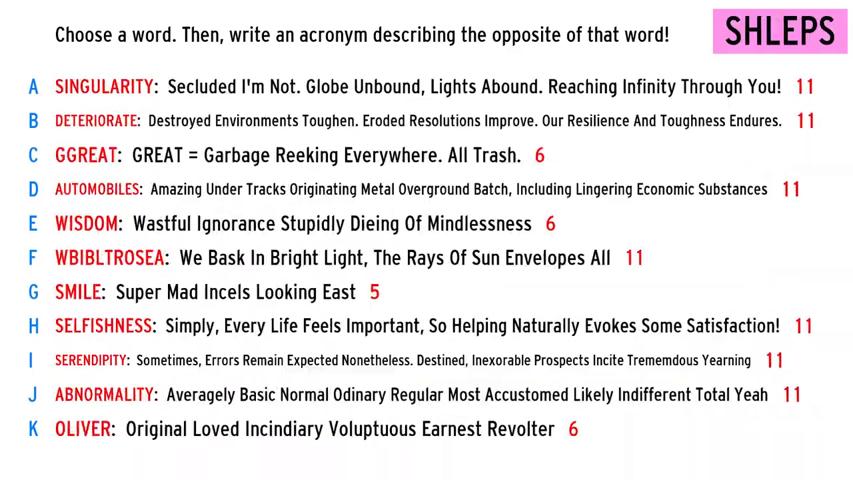 Choose a word. Then, write an acronym describing the opposite of that word!
SHLEPS
A SINGULARITY: Secluded I'm Not. Globe Unbound, Lights Abound. Reaching Infinity Through You! 11
B DETERIORATE: Destroyed Environments Toughen. Eroded Resolutions Improve. Our Resilience And Toughness Endures. 11
C GGREAT: GREAT = Garbage Reeking Everywhere. All Trash. 6
D AUTOMOBILES: Amazing Under Tracks Originating Metal Overground Batch, Including Lingering Economic Substances 11
E WISDOM: Wastful Ignorance Stupidly Dieing Of Mindlessness 6
F WBIBLTROSEA: We Bask In Bright Light, The Rays Of Sun Envelopes All 11
G SMILE: Super Mad Incels Looking East 5
H SELFISHNESS: Simply, Every Life Feels Important, So Helping Naturally Evokes Some Satisfaction! 11
I SERENDIPITY: Sometimes, Errors Remain Expected Nonetheless. Destined, Inexorable Prospects Incite Trememdous Yearning 11
J ABNORMALITY: Averagely Basic Normal Odinary Regular Most Accustomed Likely Indifferent Total Yeah 11
K OLIVER: Original Loved Incindiary Voluptuous Earnest Revolter 6